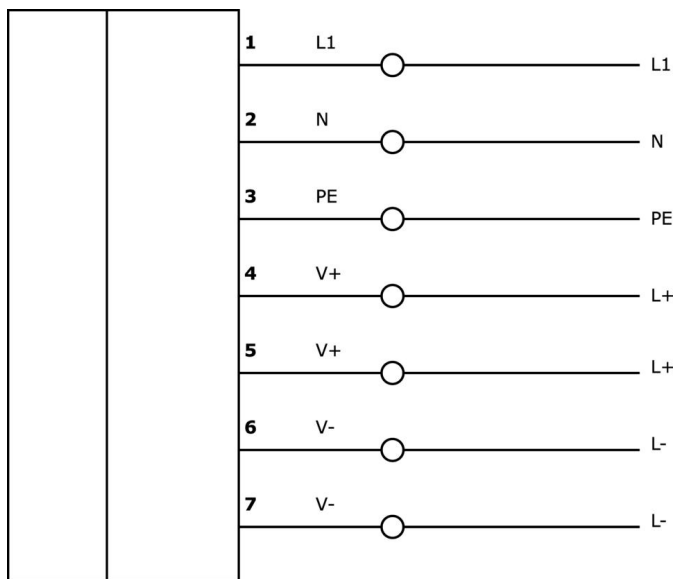 1 L1 L1
2 N N
3 PE PE
4 V+ L+
5 V+ L+
6 V- L-
7 V- L-